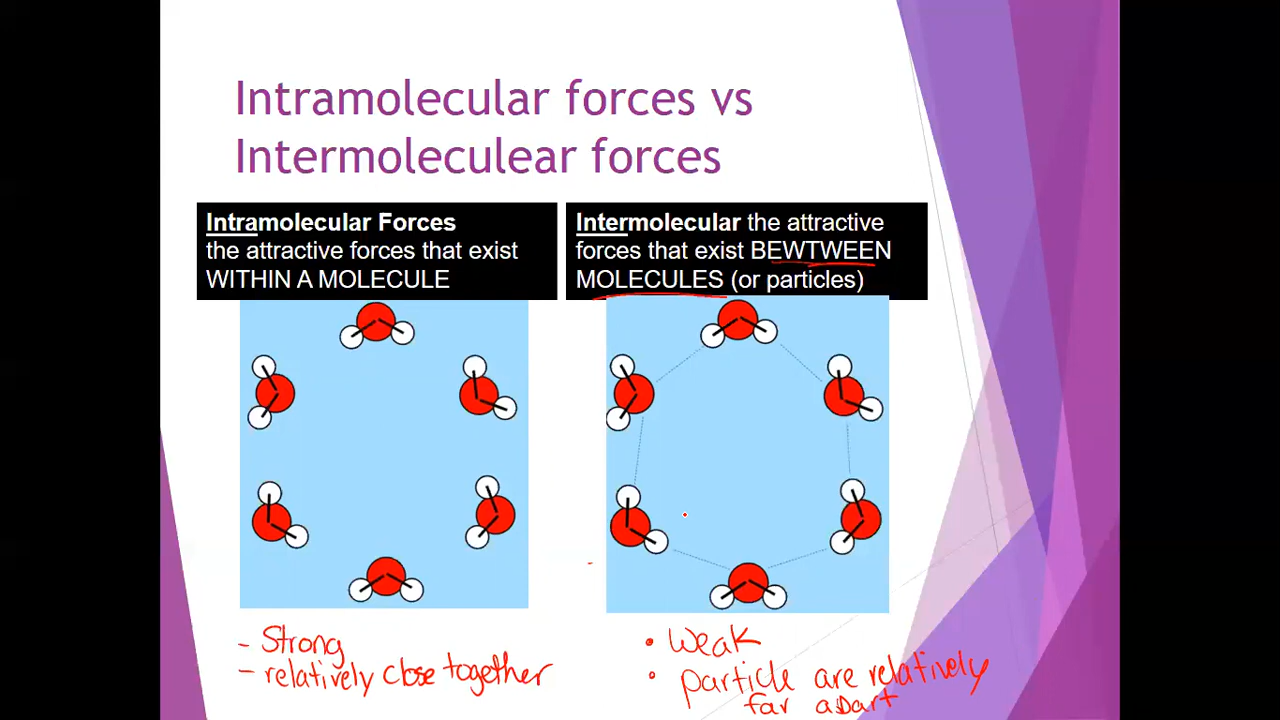 Intramolecular forces vs
Intermoleculear forces
Intramolecular Forces
the attractive forces that exist
WITHIN A MOLECULE
Intermolecular the attractive
forces that exist BEWTWEEN
MOLECULES (or particles)
- Strong
- relatively close together
• Weak
• particle are relatively
far apart